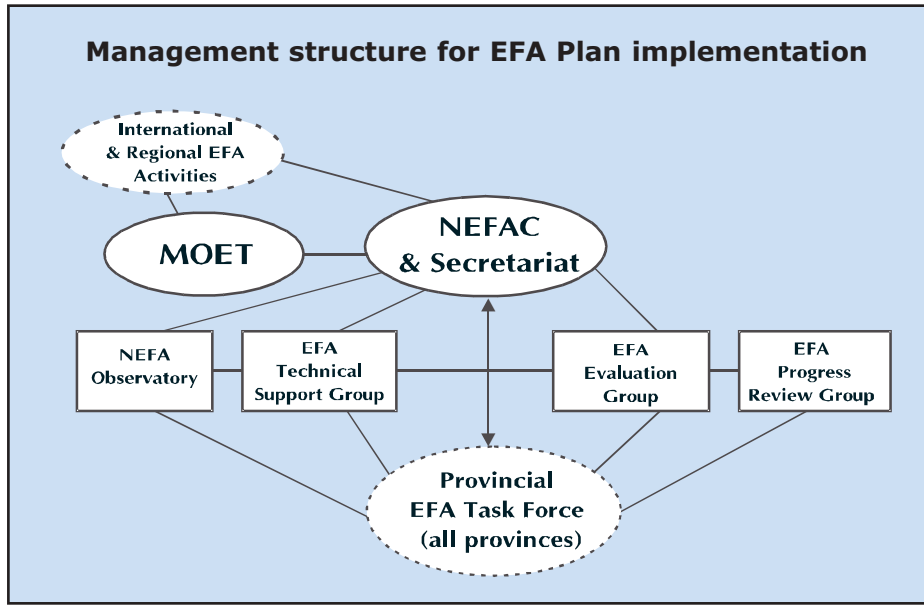 Management structure for EFA Plan implementation
International
& Regional EFA
Activities
MOET
NEFAC
& Secretariat
NEFA
Observatory
EFA
Technical
Support Group
EFA
Evaluation
Group
EFA
Progress
Review Group
Provincial
EFA Task Force
(all provinces)